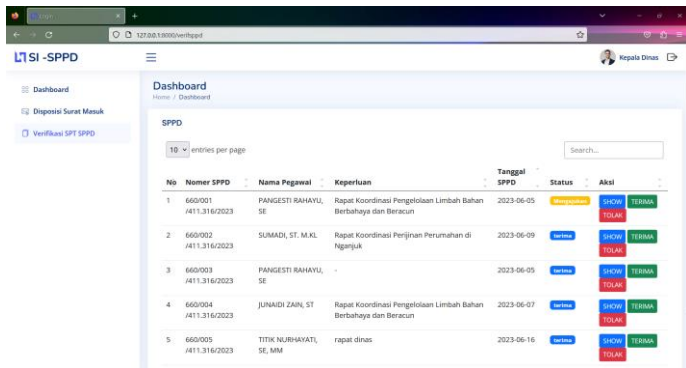 Login
127.0.0.1:8000/verifsppd
SI -SPPD
Kepala Dinas
Dashboard
Disposisi Surat Masuk
Verifikasi SPT SPPD
Dashboard
Home / Dashboard
SPPD
10 entries per page
Search...
No Nomer SPPD Nama Pegawai Keperluan Tanggal SPPD Status Aksi
1 660/001 PANGESTI RAHAYU, Rapat Koordinasi Pengelolaan Limbah Bahan 2023-06-05 Mengajukan SHOW TERIMA
/411.316/2023 SE Berbahaya dan Beracun TOLAK
2 660/002 SUMADI, ST. M.KL Rapat Koordinasi Perijinan Perumahan di 2023-06-09 terima SHOW TERIMA
/411.316/2023 Nganjuk TOLAK
3 660/003 PANGESTI RAHAYU, - 2023-06-05 terima SHOW TERIMA
/411.316/2023 SE TOLAK
4 660/004 JUNAIDI ZAIN, ST Rapat Koordinasi Pengelolaan Limbah Bahan 2023-06-07 terima SHOW TERIMA
/411.316/2023 Berbahaya dan Beracun TOLAK
5 660/005 TITIK NURHAYATI, rapat dinas 2023-06-16 terima SHOW TERIMA
/411.316/2023 SE, MM TOLAK